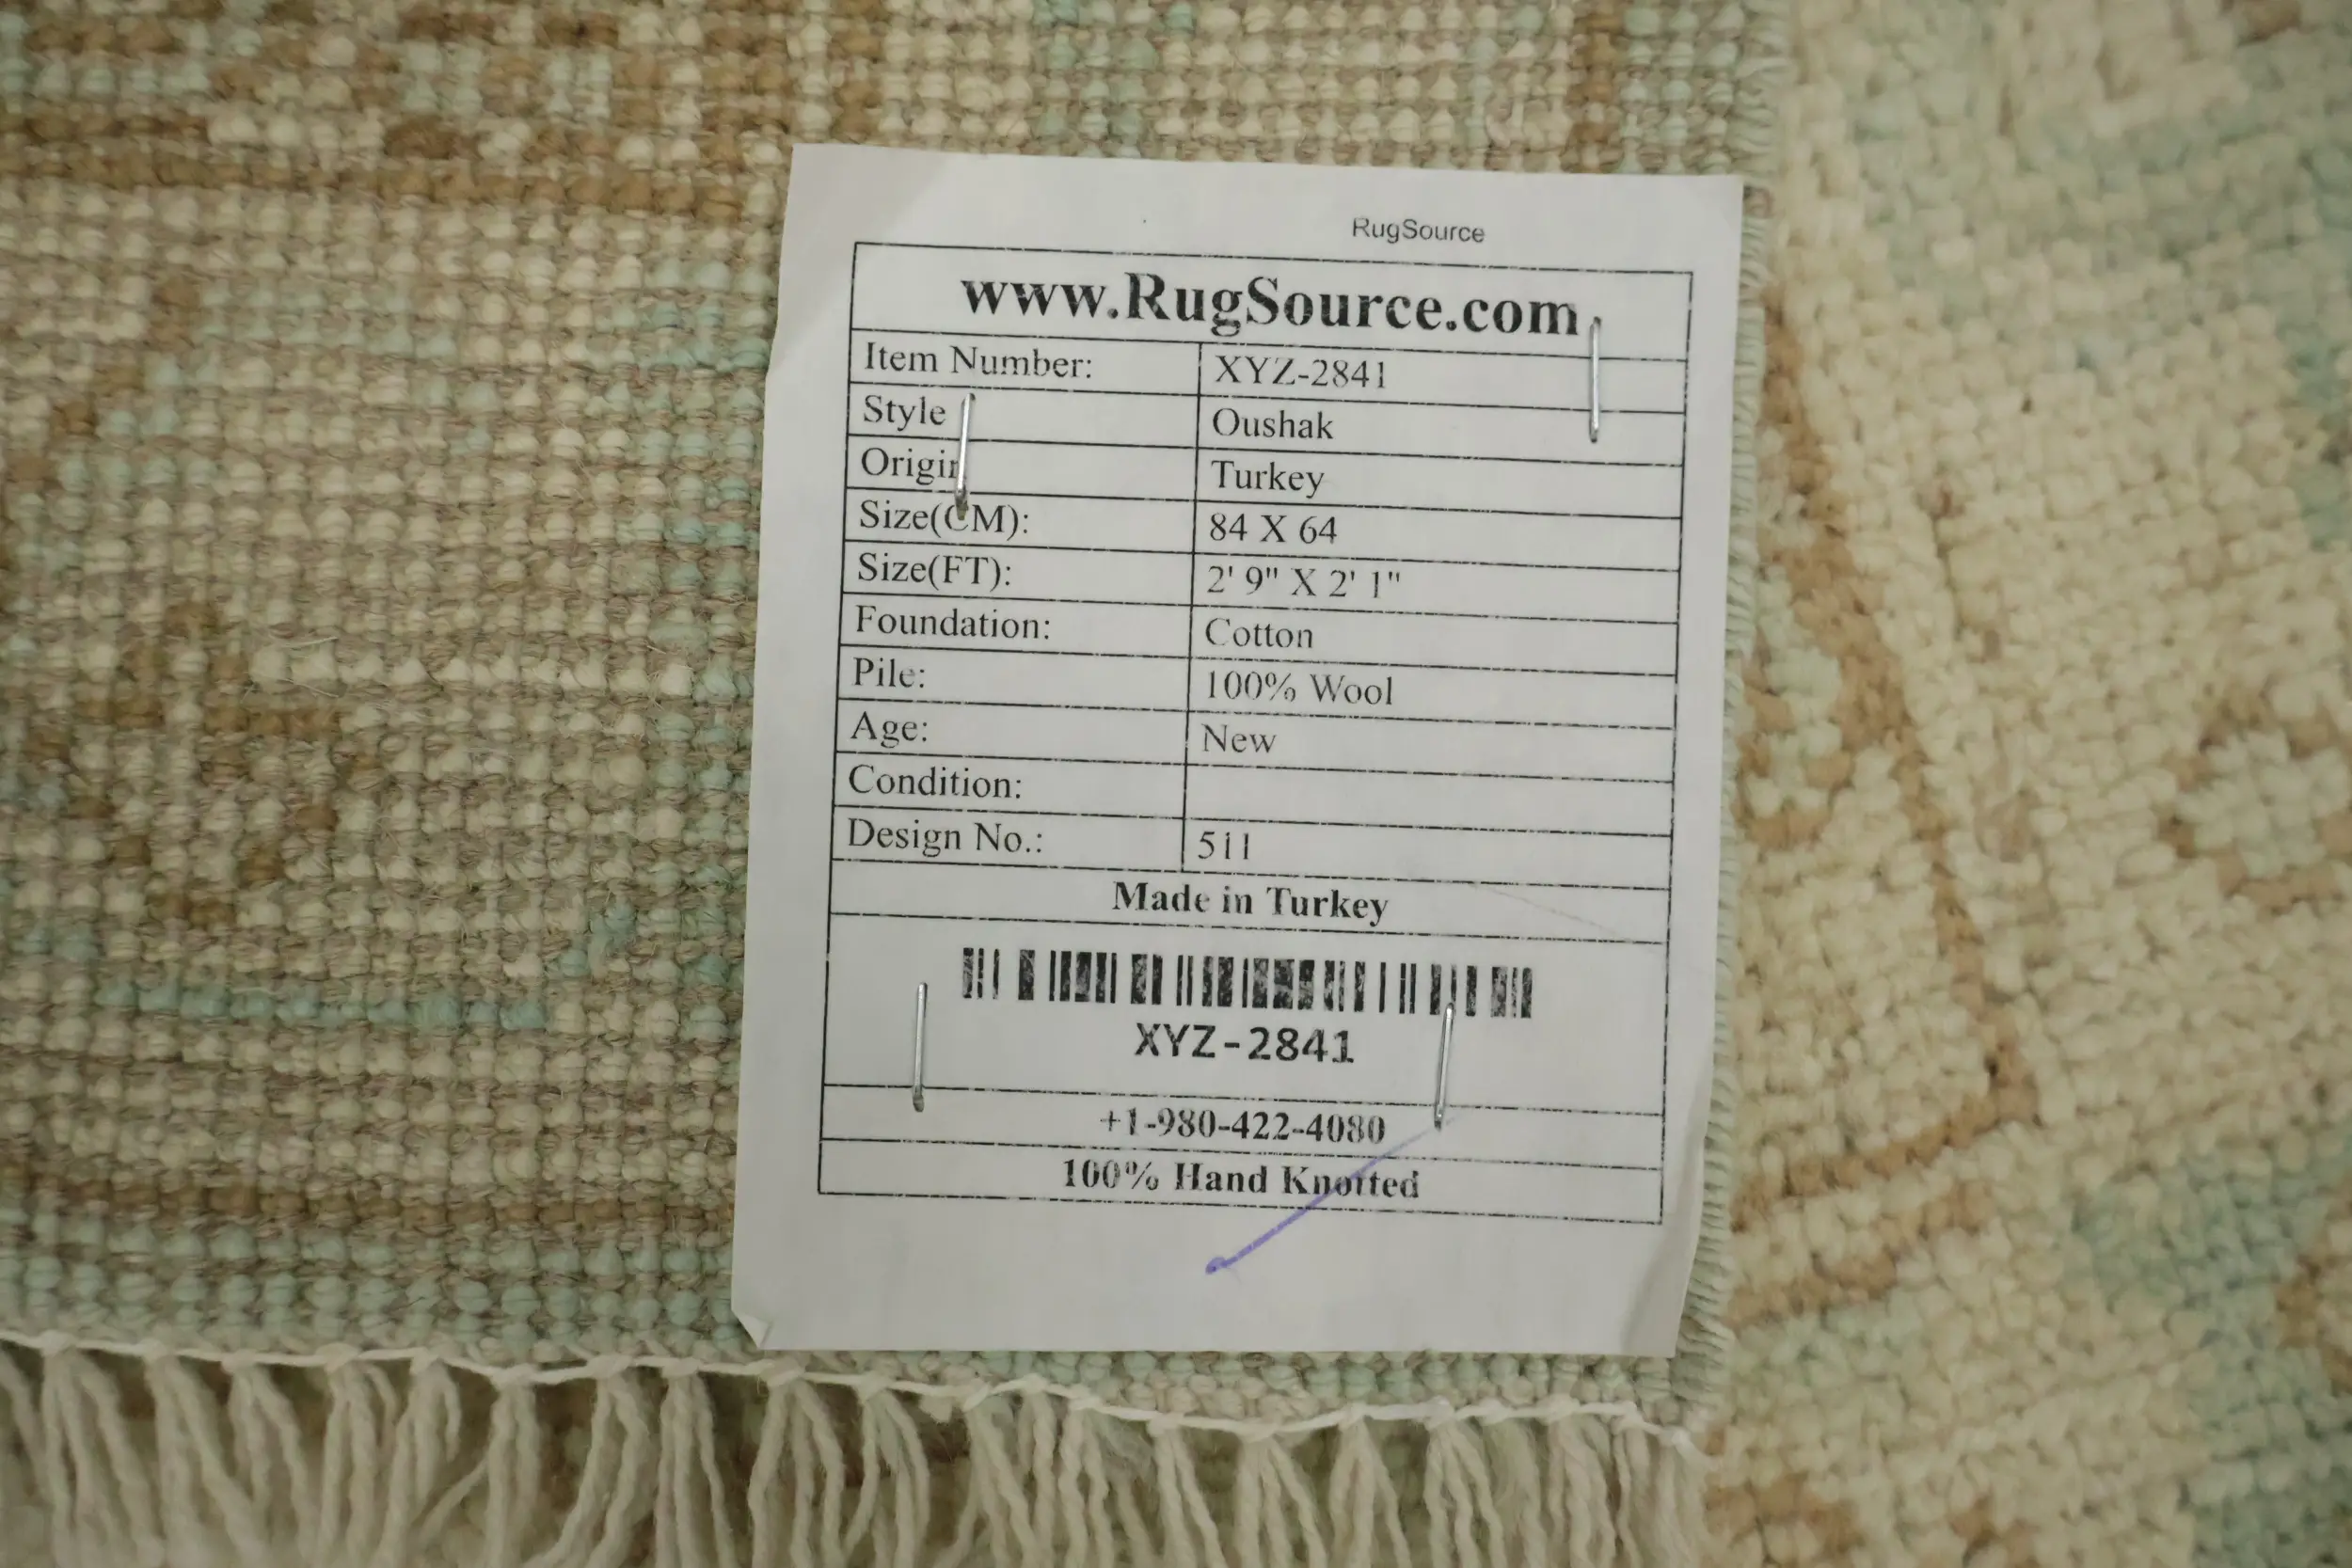 RugSource
www.RugSource.com
Item Number: XYZ-2841
Style Oushak
Origin Turkey
Size(CM): 84 X 64
Size(FT): 2' 9" X 2' 1"
Foundation: Cotton
Pile: 100% Wool
Age: New
Condition:
Design No.: 511
Made in Turkey
XYZ-2841
+1-980-422-4080
100% Hand Knotted